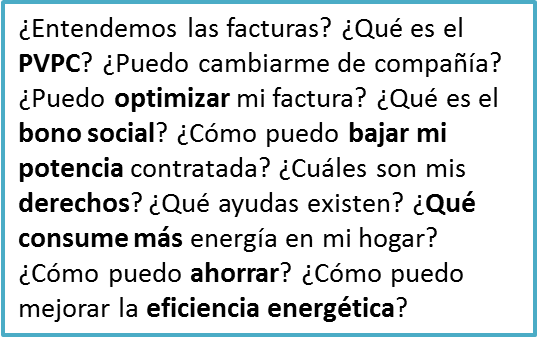 ¿Entendemos las facturas? ¿Qué es el
PVPC? ¿Puedo cambiarme de compañía?
¿Puedo optimizar mi factura? ¿Qué es el
bono social? ¿Cómo puedo bajar mi
potencia contratada? ¿Cuáles son mis
derechos? ¿Qué ayudas existen? ¿Qué
consume más energía en mi hogar?
¿Cómo puedo ahorrar? ¿Cómo puedo
mejorar la eficiencia energética?